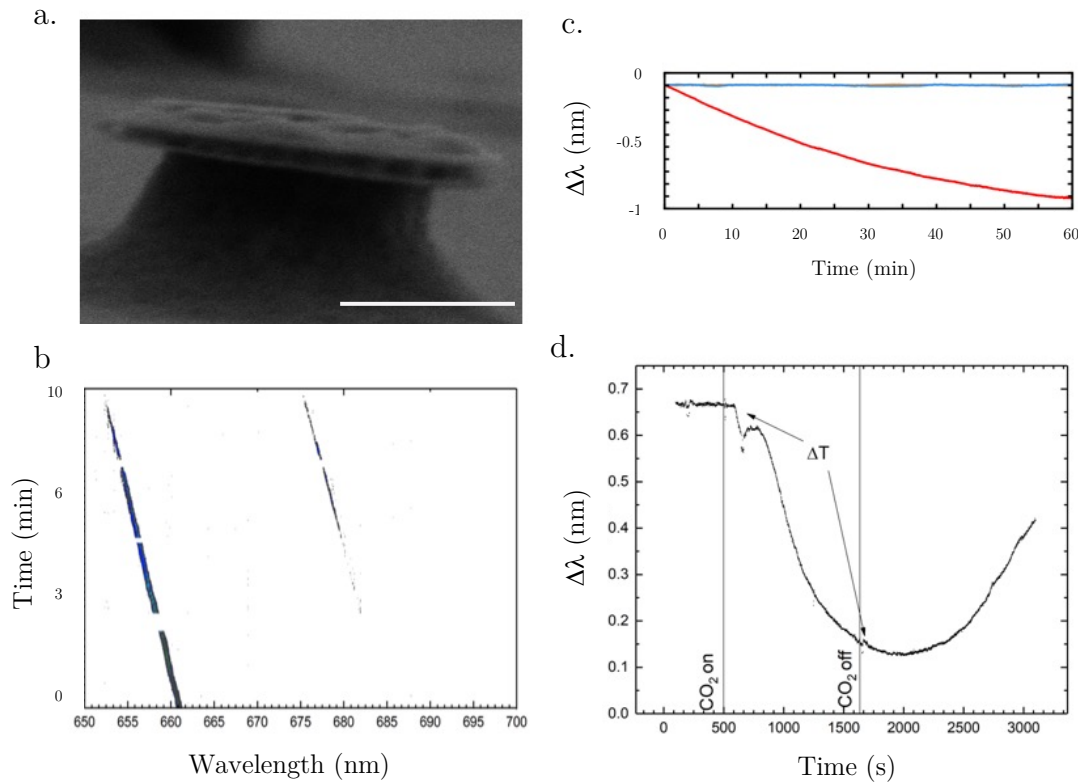 a.
c.
0
-0.5
-1
Δλ (nm)
0 10 20 30 40 50 60
Time (min)
b
10
6
3
0
Time (min)
650 655 660 665 670 675 680 685 690 695 700
Wavelength (nm)
d.
0.7
0.6
0.5
0.4
0.3
0.2
0.1
0.0
Δλ (nm)
ΔT
CO₂ on
CO₂ off
0 500 1000 1500 2000 2500 3000
Time (s)